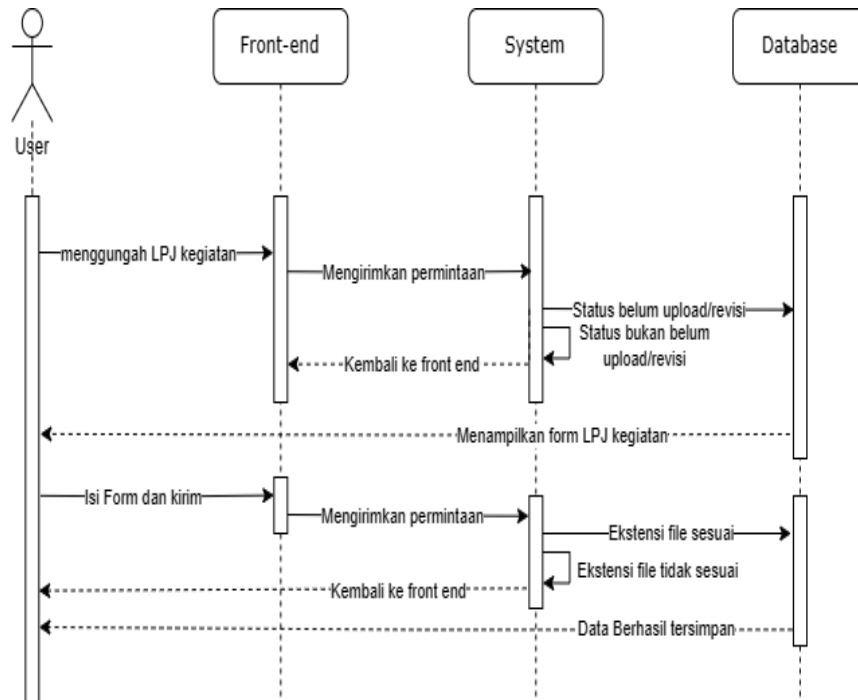 Front-end
System
Database
User
menggungah LPJ kegiatan
Mengirimkan permintaan
Status belum upload/revisi
Status bukan belum
upload/revisi
Kembali ke front end
Menampilkan form LPJ kegiatan
Isi Form dan kirim
Mengirimkan permintaan
Ekstensi file sesuai
Ekstensi file tidak sesuai
Kembali ke front end
Data Berhasil tersimpan